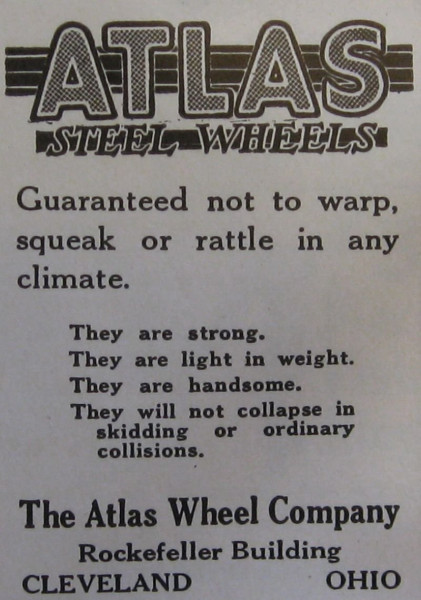 ATLAS
STEEL WHEELS
Guaranteed not to warp,
squeak or rattle in any
climate.
They are strong.
They are light in weight.
They are handsome.
They will not collapse in
skidding or ordinary
collisions.
The Atlas Wheel Company
Rockefeller Building
CLEVELAND OHIO